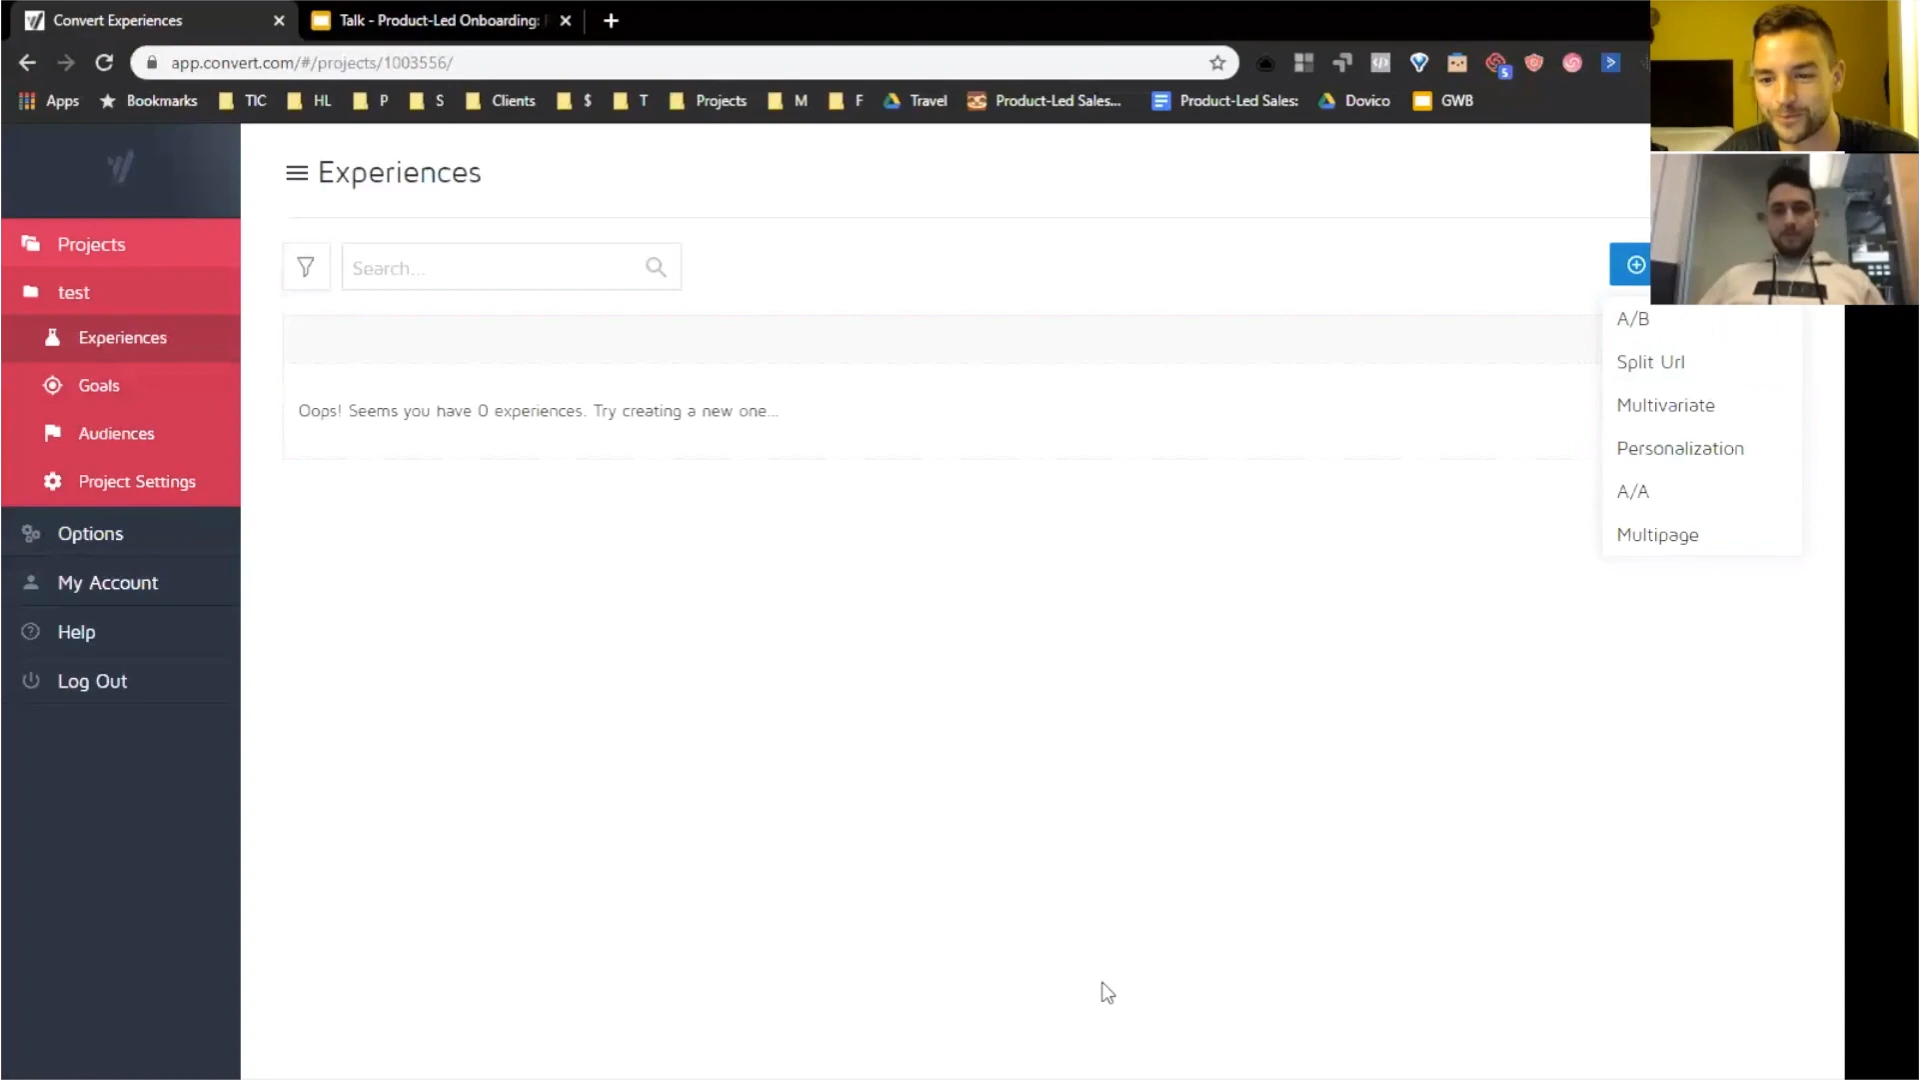 Convert Experiences
Talk - Product-Led Onboarding:
app.convert.com/#/projects/1003556/
Apps Bookmarks TIC HL P S Clients $ T Projects M F Travel Product-Led Sales... Product-Led Sales: Dovico GWB
5
Experiences
Projects
test
Experiences
Goals
Audiences
Project Settings
Options
My Account
Help
Log Out
Search...
Oops! Seems you have 0 experiences. Try creating a new one...
A/B
Split Url
Multivariate
Personalization
A/A
Multipage